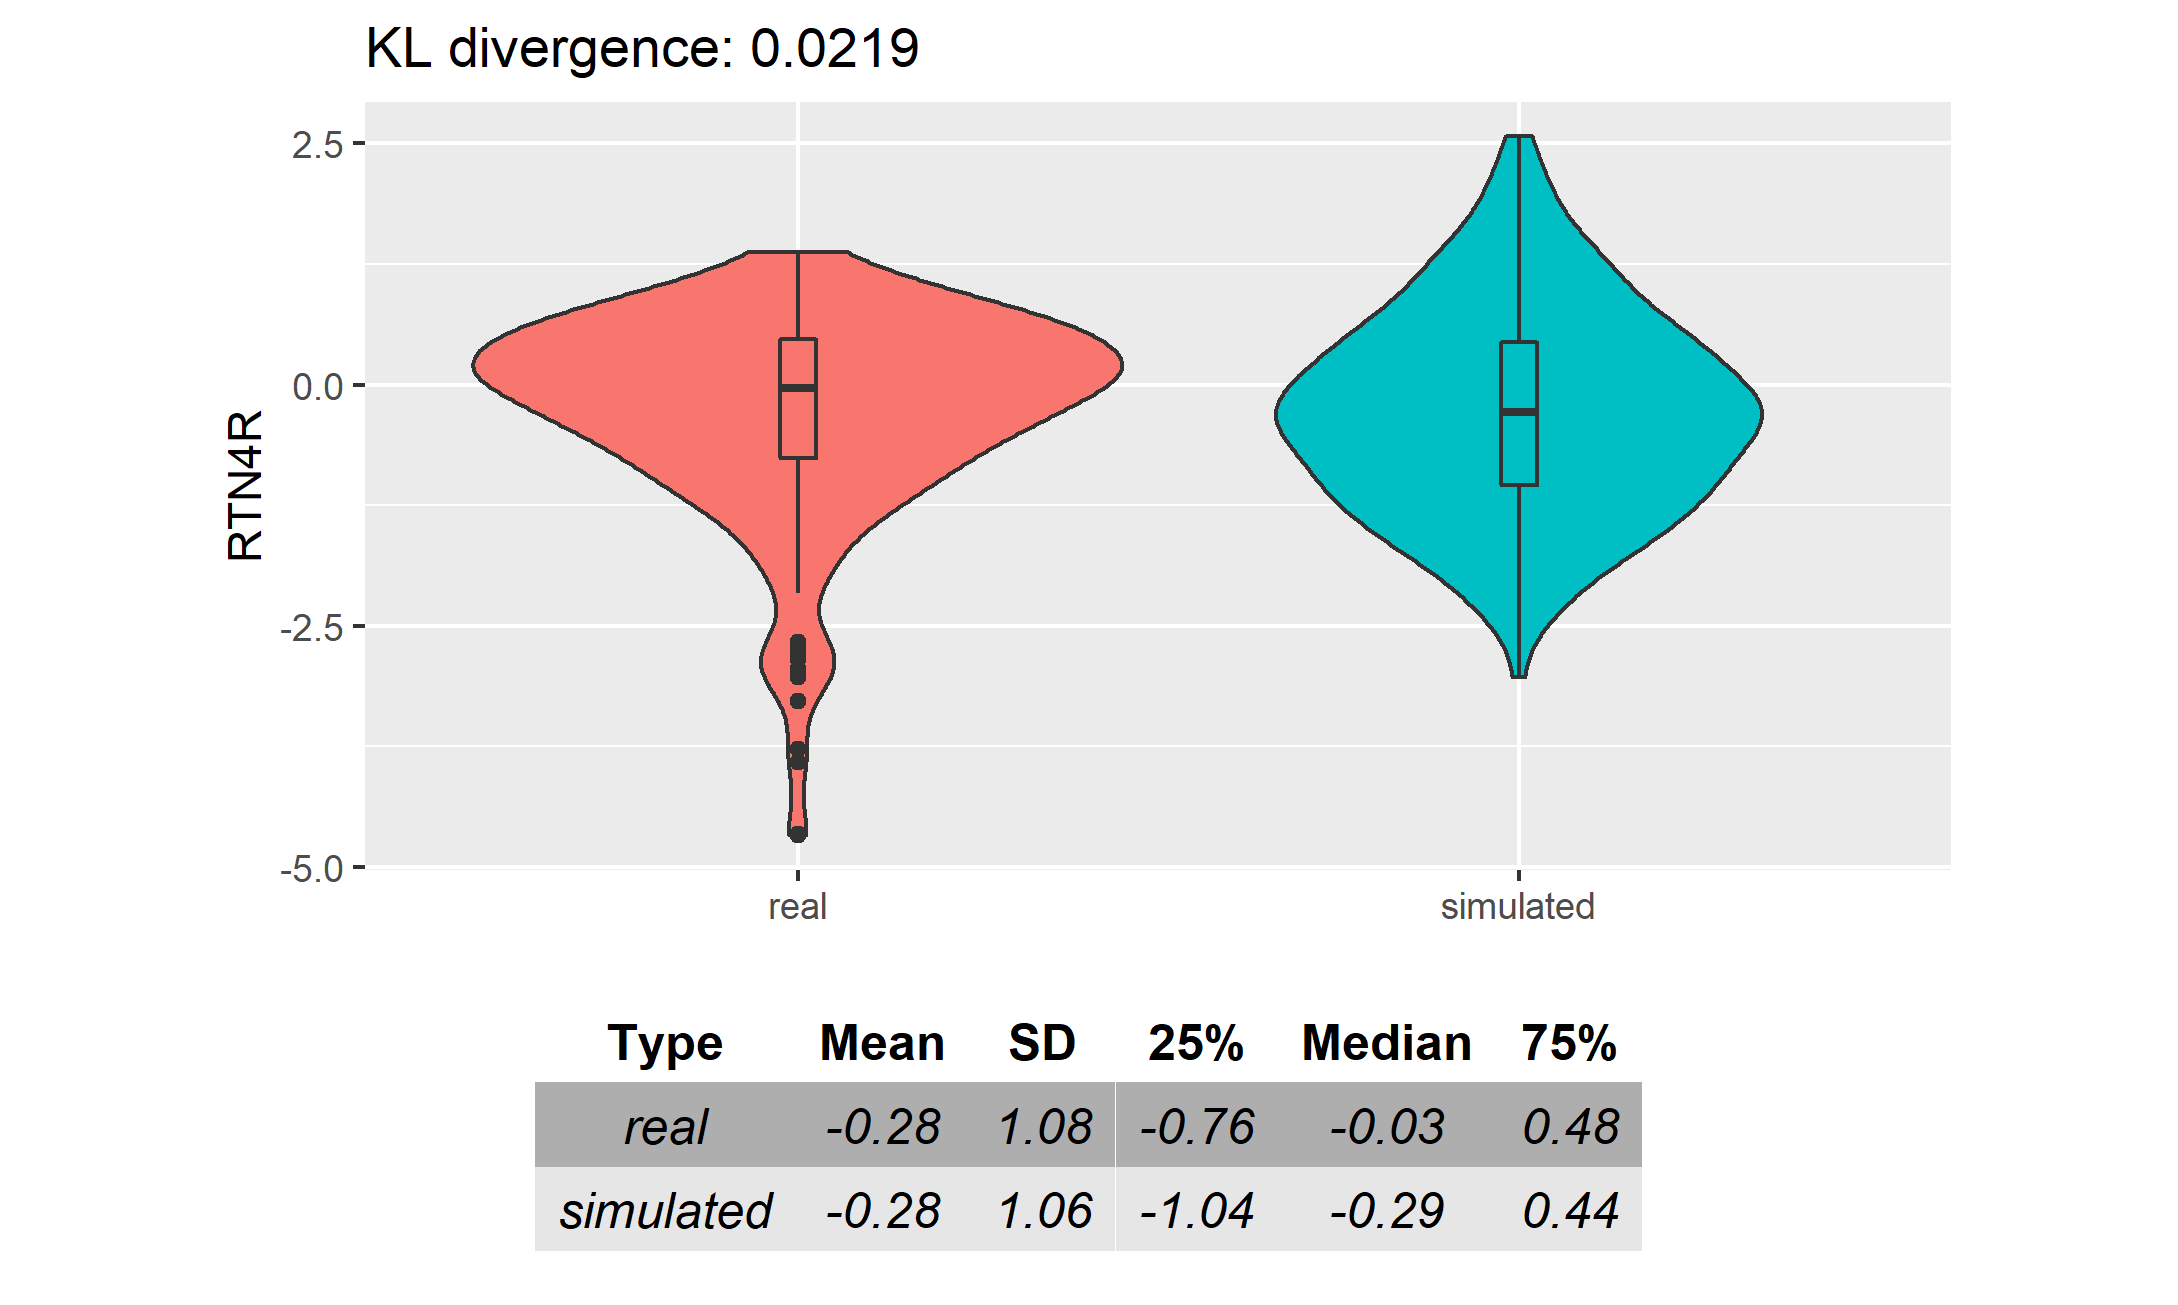 KL divergence: 0.0219
2.5
0.0
-2.5
-5.0
RTN4R
real simulated
Type Mean SD 25% Median 75%
real -0.28 1.08 -0.76 -0.03 0.48
simulated -0.28 1.06 -1.04 -0.29 0.44